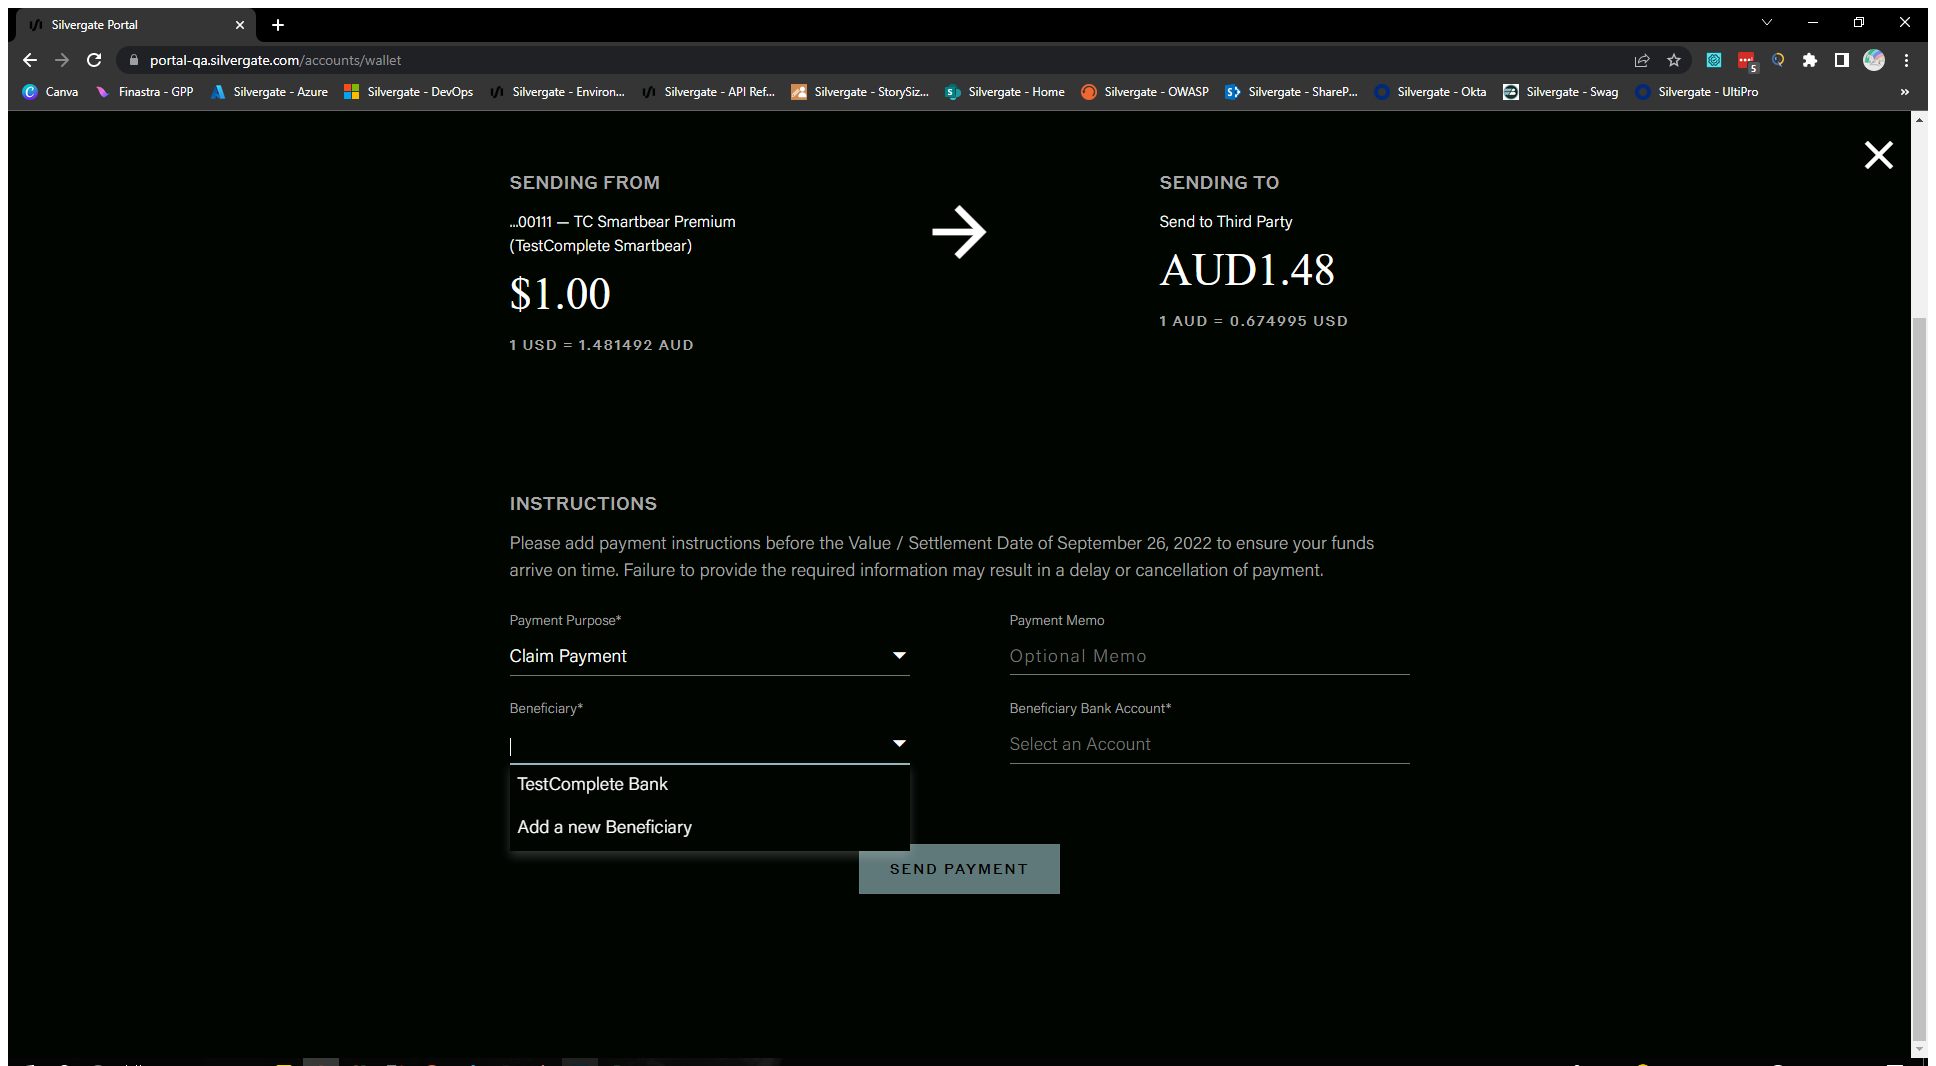 Silvergate Portal
portal-qa.silvergate.com/accounts/wallet
5
Canva
Finastra - GPP
Silvergate - Azure
Silvergate - DevOps
Silvergate - Environ...
Silvergate - API Ref...
Silvergate - StorySiz...
Silvergate - Home
Silvergate - OWASP
Silvergate - ShareP...
Silvergate - Okta
Silvergate - Swag
Silvergate - UltiPro
SENDING FROM
...00111 — TC Smartbear Premium
(TestComplete Smartbear)
$1.00
1 USD = 1.481492 AUD
SENDING TO
Send to Third Party
AUD1.48
1 AUD = 0.674995 USD
INSTRUCTIONS
Please add payment instructions before the Value / Settlement Date of September 26, 2022 to ensure your funds
arrive on time. Failure to provide the required information may result in a delay or cancellation of payment.
Payment Purpose*
Claim Payment
Payment Memo
Optional Memo
Beneficiary*
Beneficiary Bank Account*
Select an Account
TestComplete Bank
Add a new Beneficiary
SEND PAYMENT